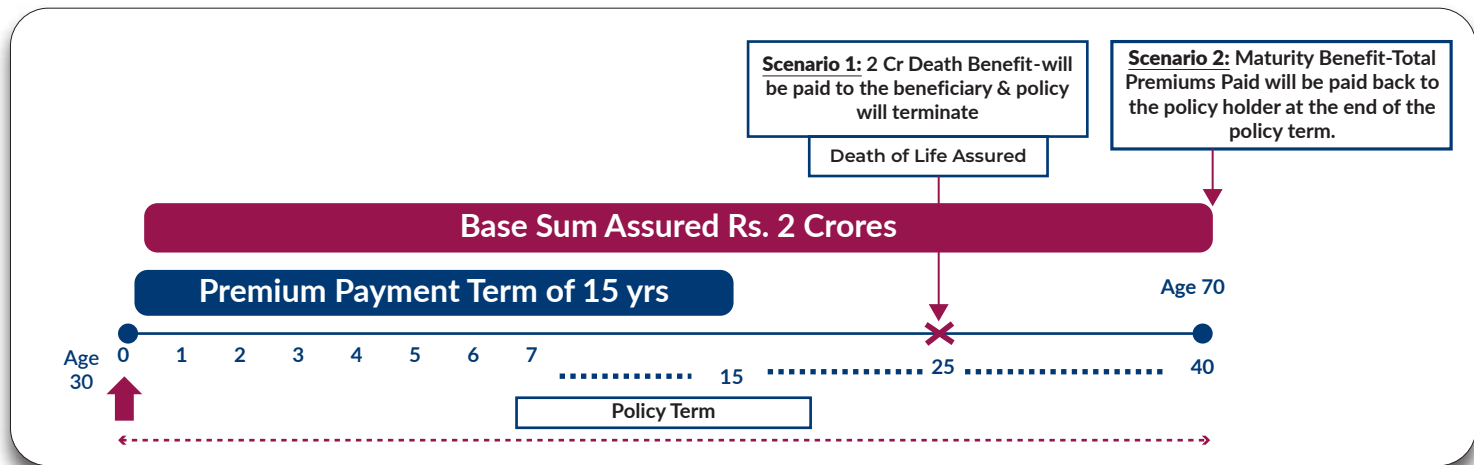 Scenario 1: 2 Cr Death Benefit-will
be paid to the beneficiary & policy
will terminate
Death of Life Assured
Scenario 2: Maturity Benefit-Total
Premiums Paid will be paid back to
the policy holder at the end of the
policy term.
Base Sum Assured Rs. 2 Crores
Premium Payment Term of 15 yrs
Age 70
Age
30
0 1 2 3 4 5 6 7 15 25 40
Policy Term